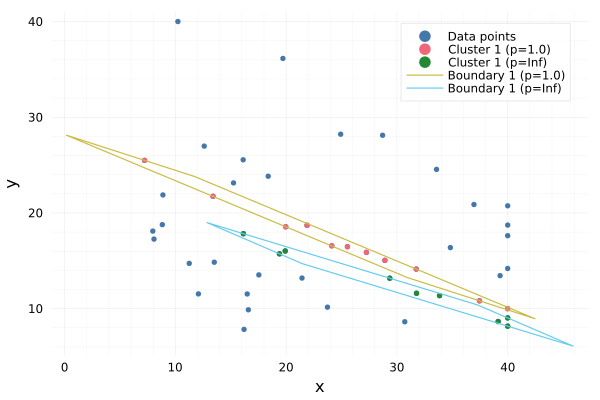 40
30
20
10
0
10
20
30
40
x
y
Data points
Cluster 1 (p=1.0)
Cluster 1 (p=Inf)
Boundary 1 (p=1.0)
Boundary 1 (p=Inf)